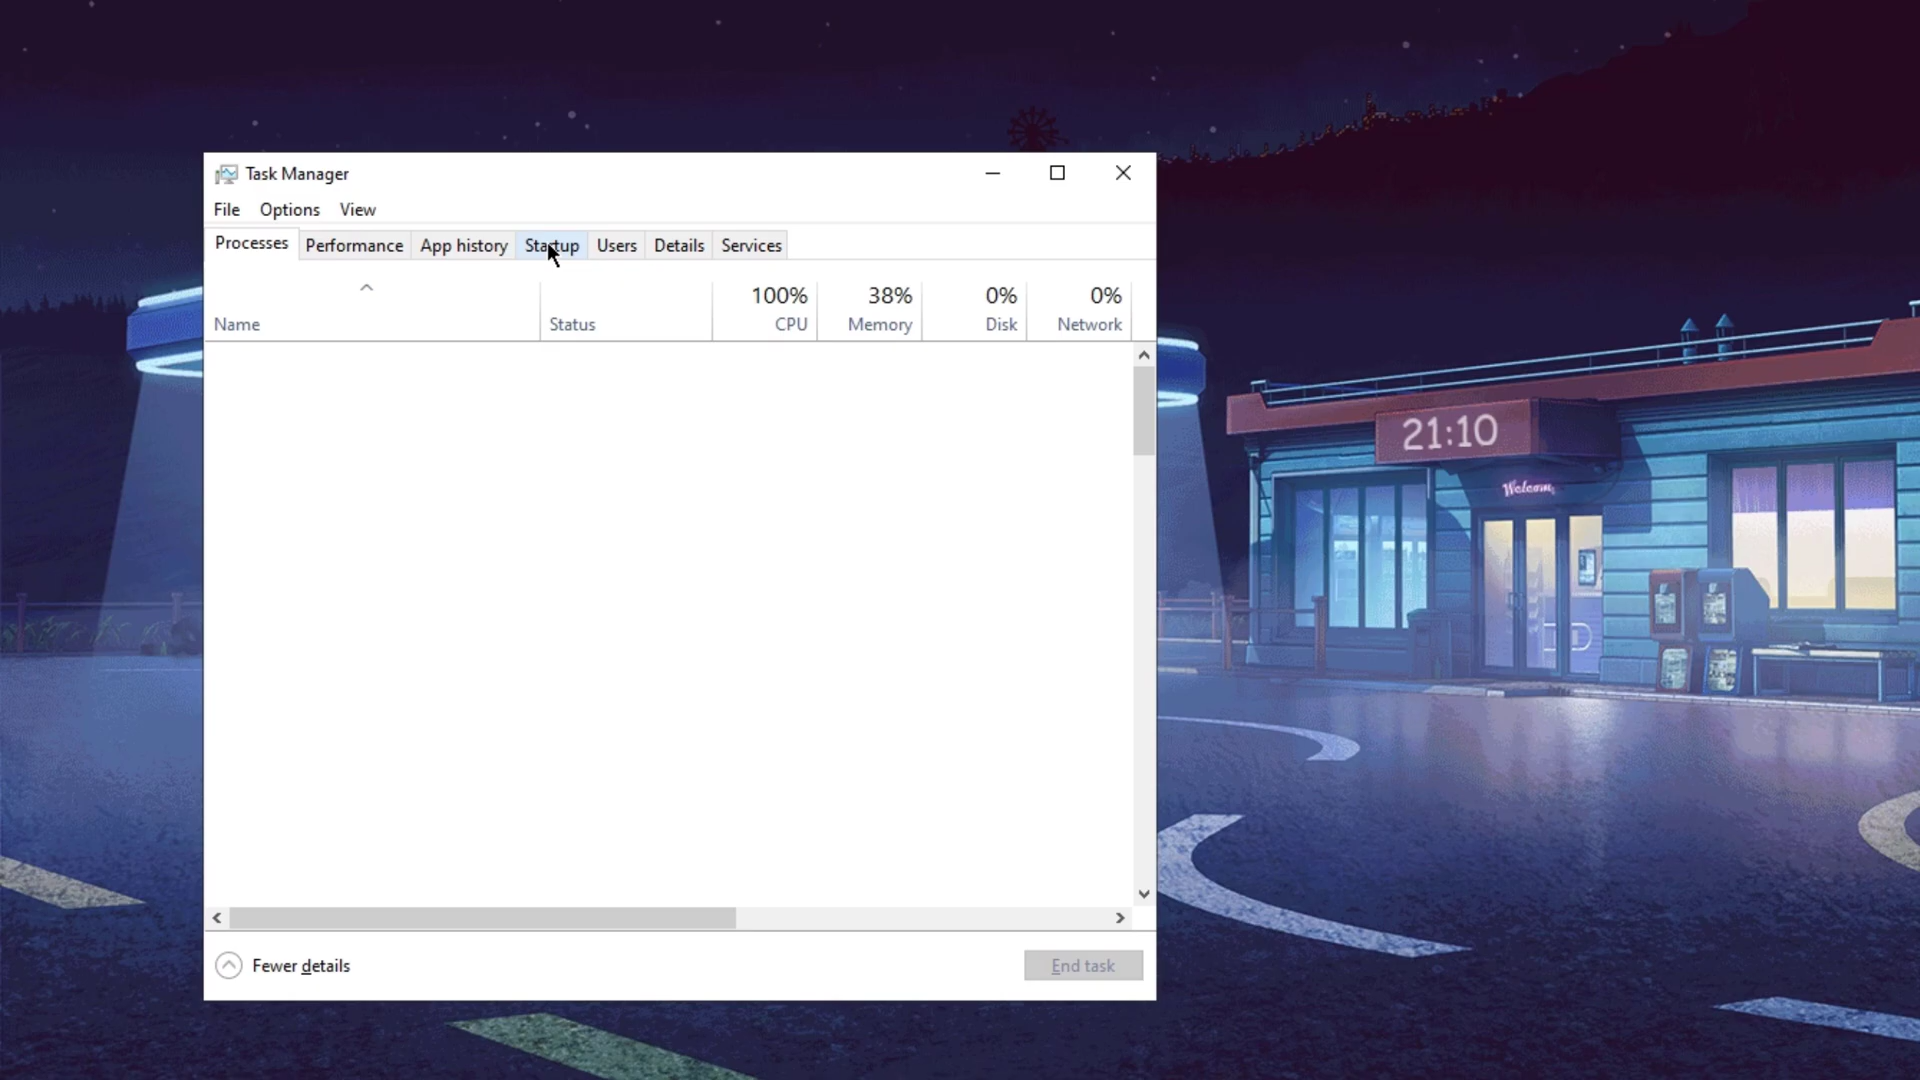 Task Manager
File Options View
Processes Performance App history Startup Users Details Services
100% 38% 0% 0%
Name Status CPU Memory Disk Network
21:10
Welcome
Fewer details End task